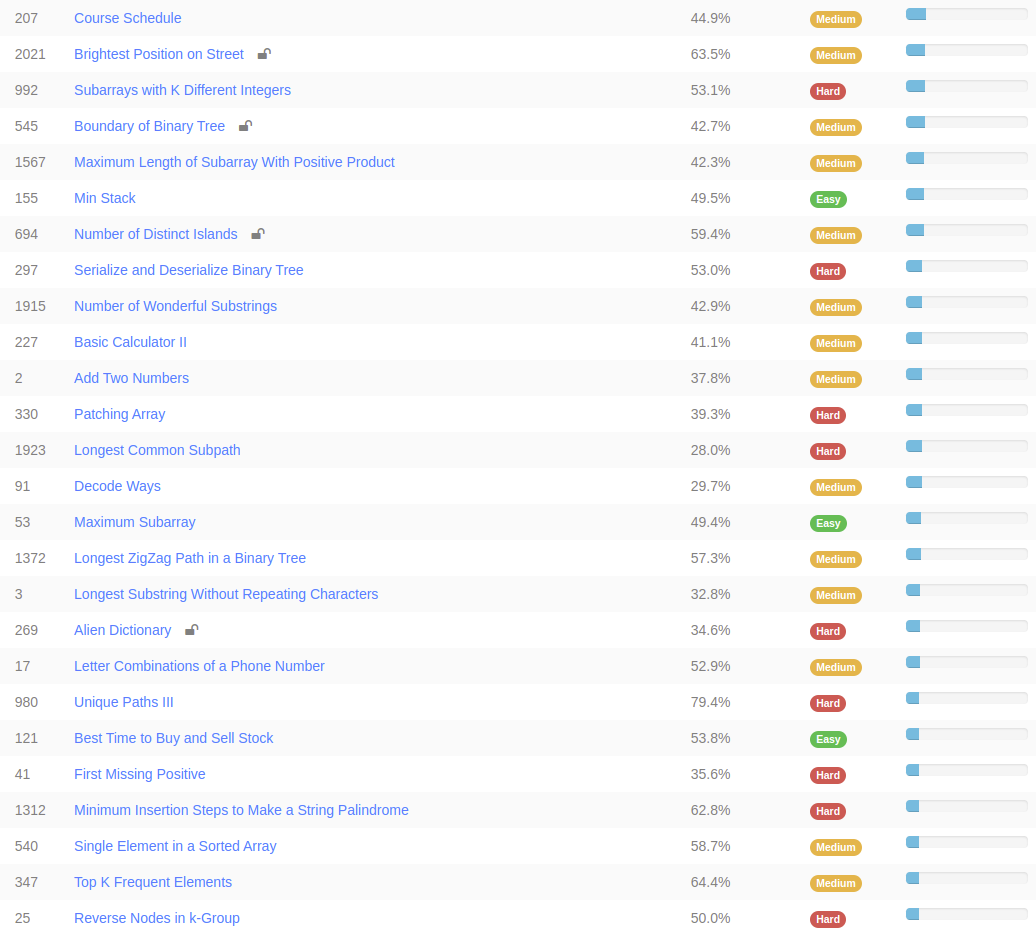 207 Course Schedule 44.9% Medium
2021 Brightest Position on Street 63.5% Medium
992 Subarrays with K Different Integers 53.1% Hard
545 Boundary of Binary Tree 42.7% Medium
1567 Maximum Length of Subarray With Positive Product 42.3% Medium
155 Min Stack 49.5% Easy
694 Number of Distinct Islands 59.4% Medium
297 Serialize and Deserialize Binary Tree 53.0% Hard
1915 Number of Wonderful Substrings 42.9% Medium
227 Basic Calculator II 41.1% Medium
2 Add Two Numbers 37.8% Medium
330 Patching Array 39.3% Hard
1923 Longest Common Subpath 28.0% Hard
91 Decode Ways 29.7% Medium
53 Maximum Subarray 49.4% Easy
1372 Longest ZigZag Path in a Binary Tree 57.3% Medium
3 Longest Substring Without Repeating Characters 32.8% Medium
269 Alien Dictionary 34.6% Hard
17 Letter Combinations of a Phone Number 52.9% Medium
980 Unique Paths III 79.4% Hard
121 Best Time to Buy and Sell Stock 53.8% Easy
41 First Missing Positive 35.6% Hard
1312 Minimum Insertion Steps to Make a String Palindrome 62.8% Hard
540 Single Element in a Sorted Array 58.7% Medium
347 Top K Frequent Elements 64.4% Medium
25 Reverse Nodes in k-Group 50.0% Hard